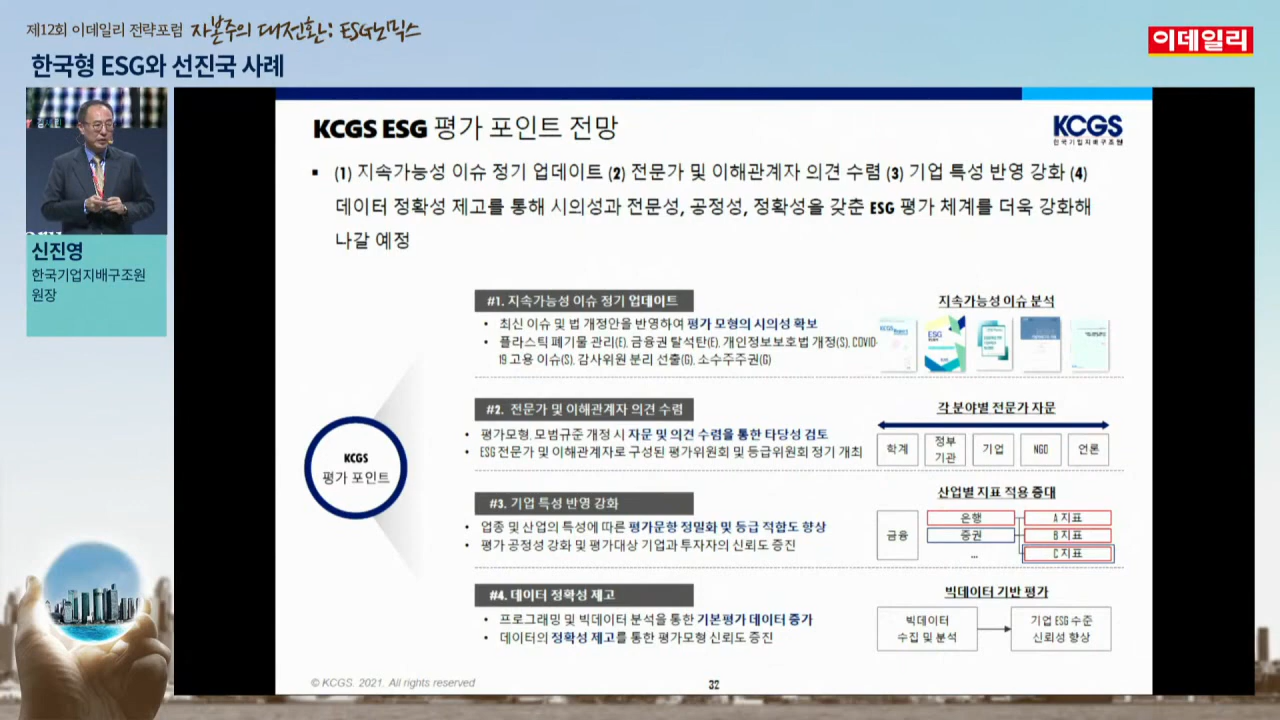 제12회 이데일리 전략포럼 자본주의 대전환: ESG노믹스
이데일리
한국형 ESG와 선진국 사례
신진영
한국기업지배구조원
원장
KCGS ESG 평가 포인트 전망
KCGS
한국기업지배구조원
▪ (1) 지속가능성 이슈 정기 업데이트 (2) 전문가 및 이해관계자 의견 수렴 (3) 기업 특성 반영 강화 (4)
데이터 정확성 제고를 통해 시의성과 전문성, 공정성, 정확성을 갖춘 ESG 평가 체계를 더욱 강화해
나갈 예정
KCGS
평가 포인트
#1. 지속가능성 이슈 정기 업데이트
• 최신 이슈 및 법 개정안을 반영하여 평가 모형의 시의성 확보
• 플라스틱 폐기물 관리(E), 금융권 탈석탄(E), 개인정보보호법 개정(S), COVID-
19 고용 이슈(S), 감사위원 분리 선출(G), 소수주주권(G)
지속가능성 이슈 분석
ESG
#2. 전문가 및 이해관계자 의견 수렴
• 평가모형, 모범규준 개정 시 자문 및 의견 수렴을 통한 타당성 검토
• ESG 전문가 및 이해관계자로 구성된 평가위원회 및 등급위원회 정기 개최
각 분야별 전문가 자문
학계
정부
기관
기업
NGO
언론
#3. 기업 특성 반영 강화
• 업종 및 산업의 특성에 따른 평가문항 정밀화 및 등급 적합도 향상
• 평가 공정성 강화 및 평가대상 기업과 투자자의 신뢰도 증진
산업별 지표 적용 증대
금융
은행
증권
...
A 지표
B 지표
C 지표
#4. 데이터 정확성 제고
• 프로그래밍 및 빅데이터 분석을 통한 기본평가 데이터 증가
• 데이터의 정확성 제고를 통한 평가모형 신뢰도 증진
빅데이터 기반 평가
빅데이터
수집 및 분석
기업 ESG 수준
신뢰성 향상
© KCGS. 2021. All rights reserved
32